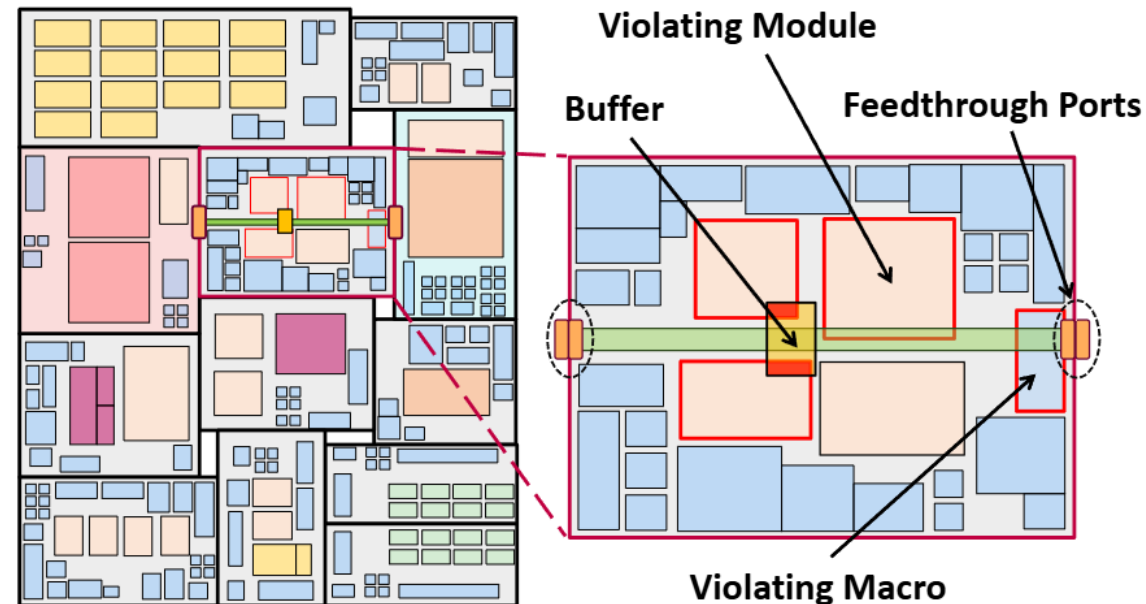 Violating Module
Buffer
Feedthrough Ports
Violating Macro